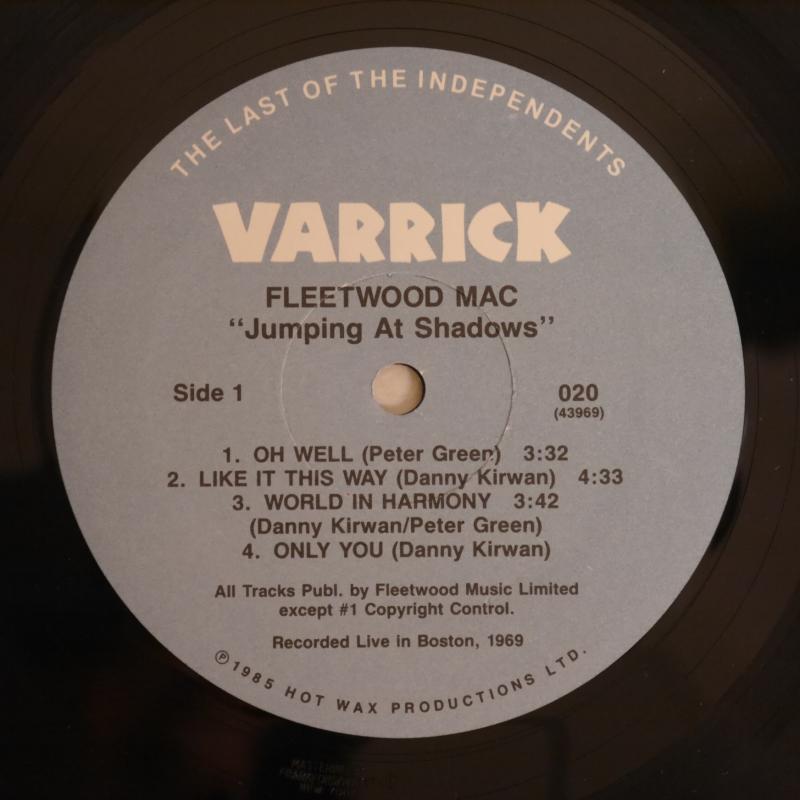 THE LAST OF THE INDEPENDENTS
VARRICK
FLEETWOOD MAC
“Jumping At Shadows”
Side 1
020
(43969)
1. OH WELL (Peter Green) 3:32
2. LIKE IT THIS WAY (Danny Kirwan) 4:33
3. WORLD IN HARMONY 3:42
(Danny Kirwan/Peter Green)
4. ONLY YOU (Danny Kirwan)
All Tracks Publ. by Fleetwood Music Limited
except #1 Copyright Control.
Recorded Live in Boston, 1969
℗1985 HOT WAX PRODUCTIONS LTD.